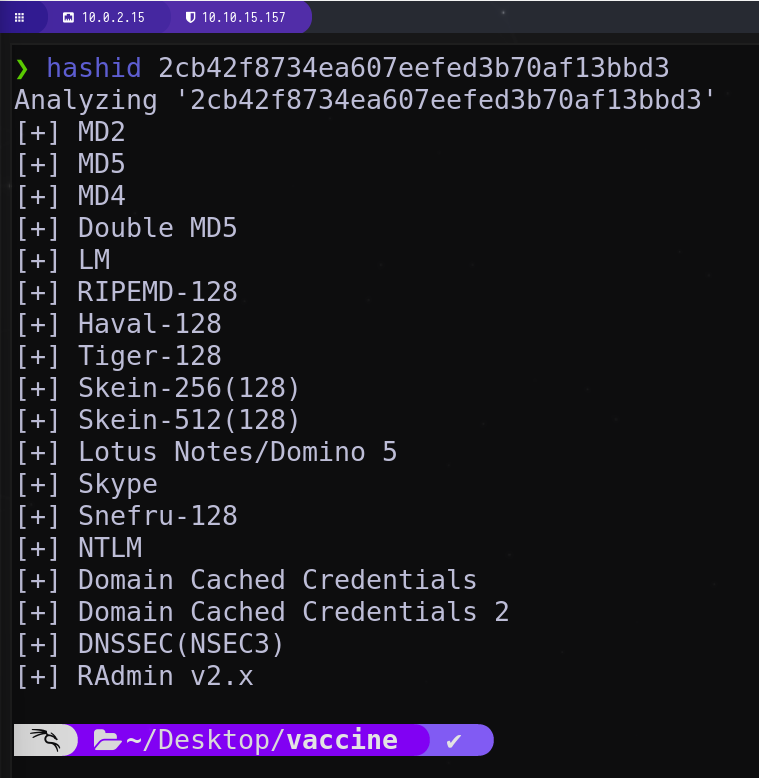 10.0.2.15 10.10.15.157
❯ hashid 2cb42f8734ea607eefed3b70af13bbd3
Analyzing '2cb42f8734ea607eefed3b70af13bbd3'
[+] MD2
[+] MD5
[+] MD4
[+] Double MD5
[+] LM
[+] RIPEMD-128
[+] Haval-128
[+] Tiger-128
[+] Skein-256(128)
[+] Skein-512(128)
[+] Lotus Notes/Domino 5
[+] Skype
[+] Snefru-128
[+] NTLM
[+] Domain Cached Credentials
[+] Domain Cached Credentials 2
[+] DNSSEC(NSEC3)
[+] RAdmin v2.x
~/Desktop/vaccine ✔